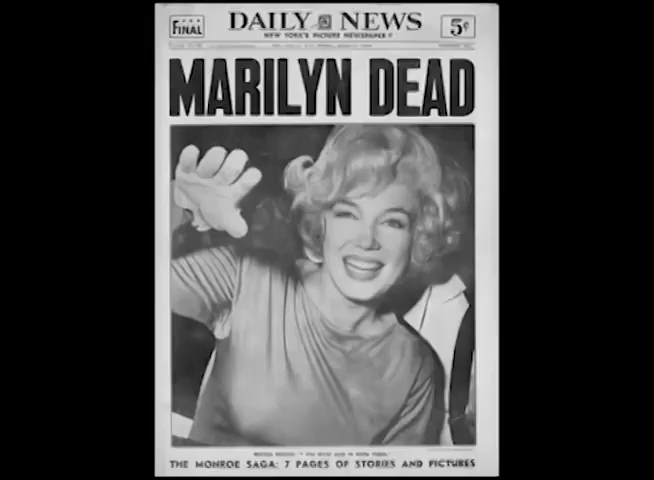 FINAL
DAILY NEWS
5¢
NEW YORK'S PICTURE NEWSPAPER
MARILYN DEAD
THE MONROE SAGA: 7 PAGES OF STORIES AND PICTURES